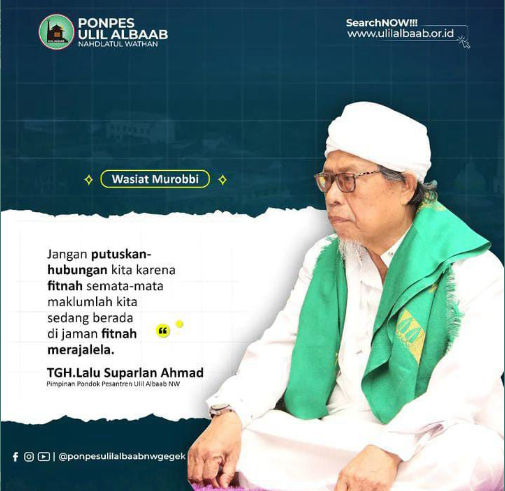 PONPES
ULIL ALBAAB
NAHDLATUL WATHAN
SearchNOW!!!
www.ulilalbaab.or.id
Wasiat Murobbi
Jangan putuskan-
hubungan kita karena
fitnah semata-mata
maklumlah kita
sedang berada
di jaman fitnah
merajalela.
TGH.Lalu Suparlan Ahmad
Pimpinan Pondok Pesantren Ulil Albaab NW
| @ponpesulilalbaabnwgegek